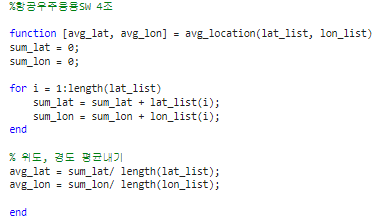 %항공우주응용SW 4조
function [avg_lat, avg_lon] = avg_location(lat_list, lon_list)
sum_lat = 0;
sum_lon = 0;
for i = 1:length(lat_list)
    sum_lat = sum_lat + lat_list(i);
    sum_lon = sum_lon + lon_list(i);
end
% 위도, 경도 평균내기
avg_lat = sum_lat/ length(lat_list);
avg_lon = sum_lon/ length(lon_list);
end